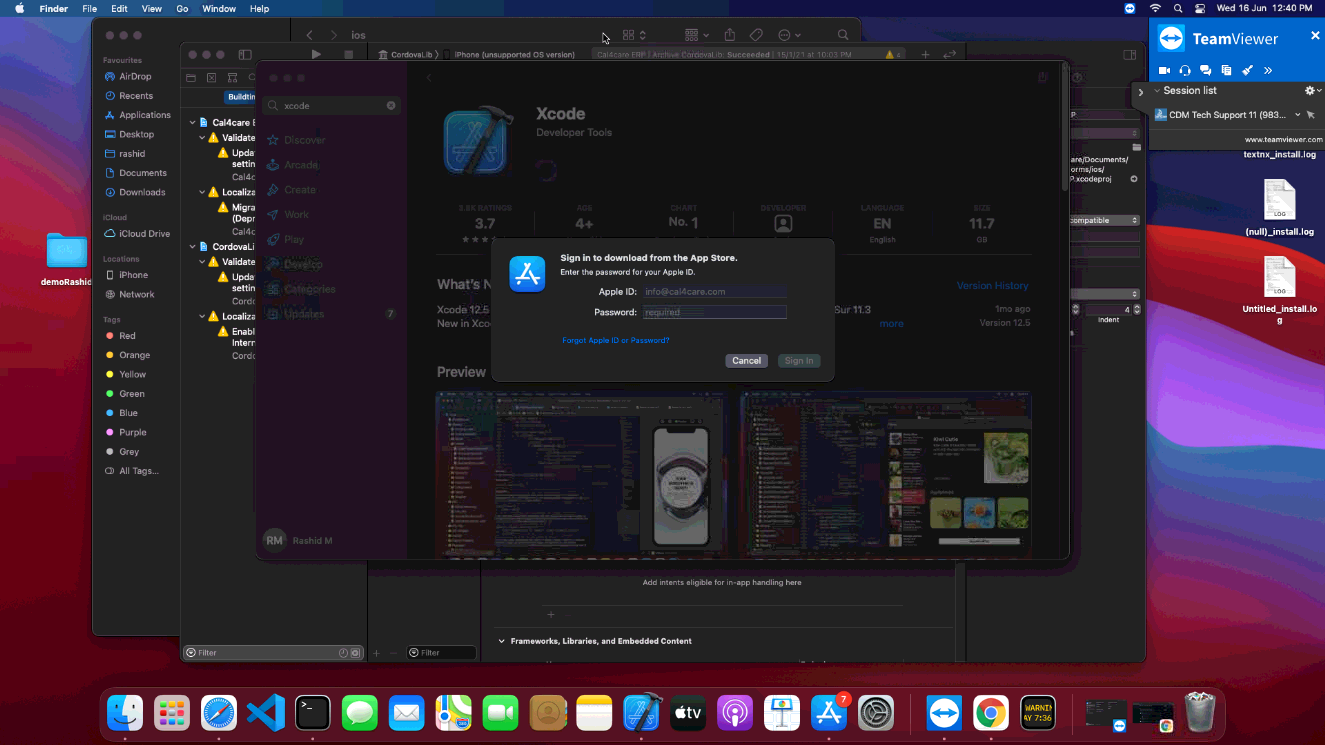 Finder File Edit View Go Window Help
Wed 16 Jun 12:40 PM
ios
CordovaLib
iPhone (unsupported OS version)
Cal4care ERP | Archive CordovaLib: Succeeded | 15/1/21 at 10:03 PM
4
Favourites
AirDrop
Recents
Applications
Desktop
rashid
Documents
Downloads
iCloud
iCloud Drive
Locations
iPhone
Network
Tags
Red
Orange
Yellow
Green
Blue
Purple
Grey
All Tags...
demoRashid
Buildtim
Cal4care E
Validate
Upda
settin
Cal4c
Localiza
Migra
(Dep
Cal4c
CordovaLi
Validate
Upda
settin
Cordo
Localiza
Enabl
Intern
Cordo
Filter
Filter
xcode
Discover
Arcade
Create
Work
Play
Develop
Categories
Updates
7
RM
Rashid M
Xcode
Developer Tools
3.8K RATINGS
3.7
AGE
4+
CHART
No. 1
DEVELOPER
LANGUAGE
EN
English
SIZE
11.7
GB
What's N
Version History
Xcode 12.5
Sur 11.3
1mo ago
New in Xco
more
Version 12.5
Preview
Sign in to download from the App Store.
Enter the password for your Apple ID.
Apple ID: info@cal4care.com
Password: required
Forgot Apple ID or Password?
Cancel
Sign In
Add intents eligible for in-app handling here
Frameworks, Libraries, and Embedded Content
P
are/Documents/
orms/ios/
P.xcodeproj
compatible
4
Indent
TeamViewer
Session list
CDM Tech Support 11 (983...
www.teamviewer.com
textnx_install.log
LOG
(null)_install.log
LOG
Untitled_install.lo
g
7
WARNIN
AY 7:36